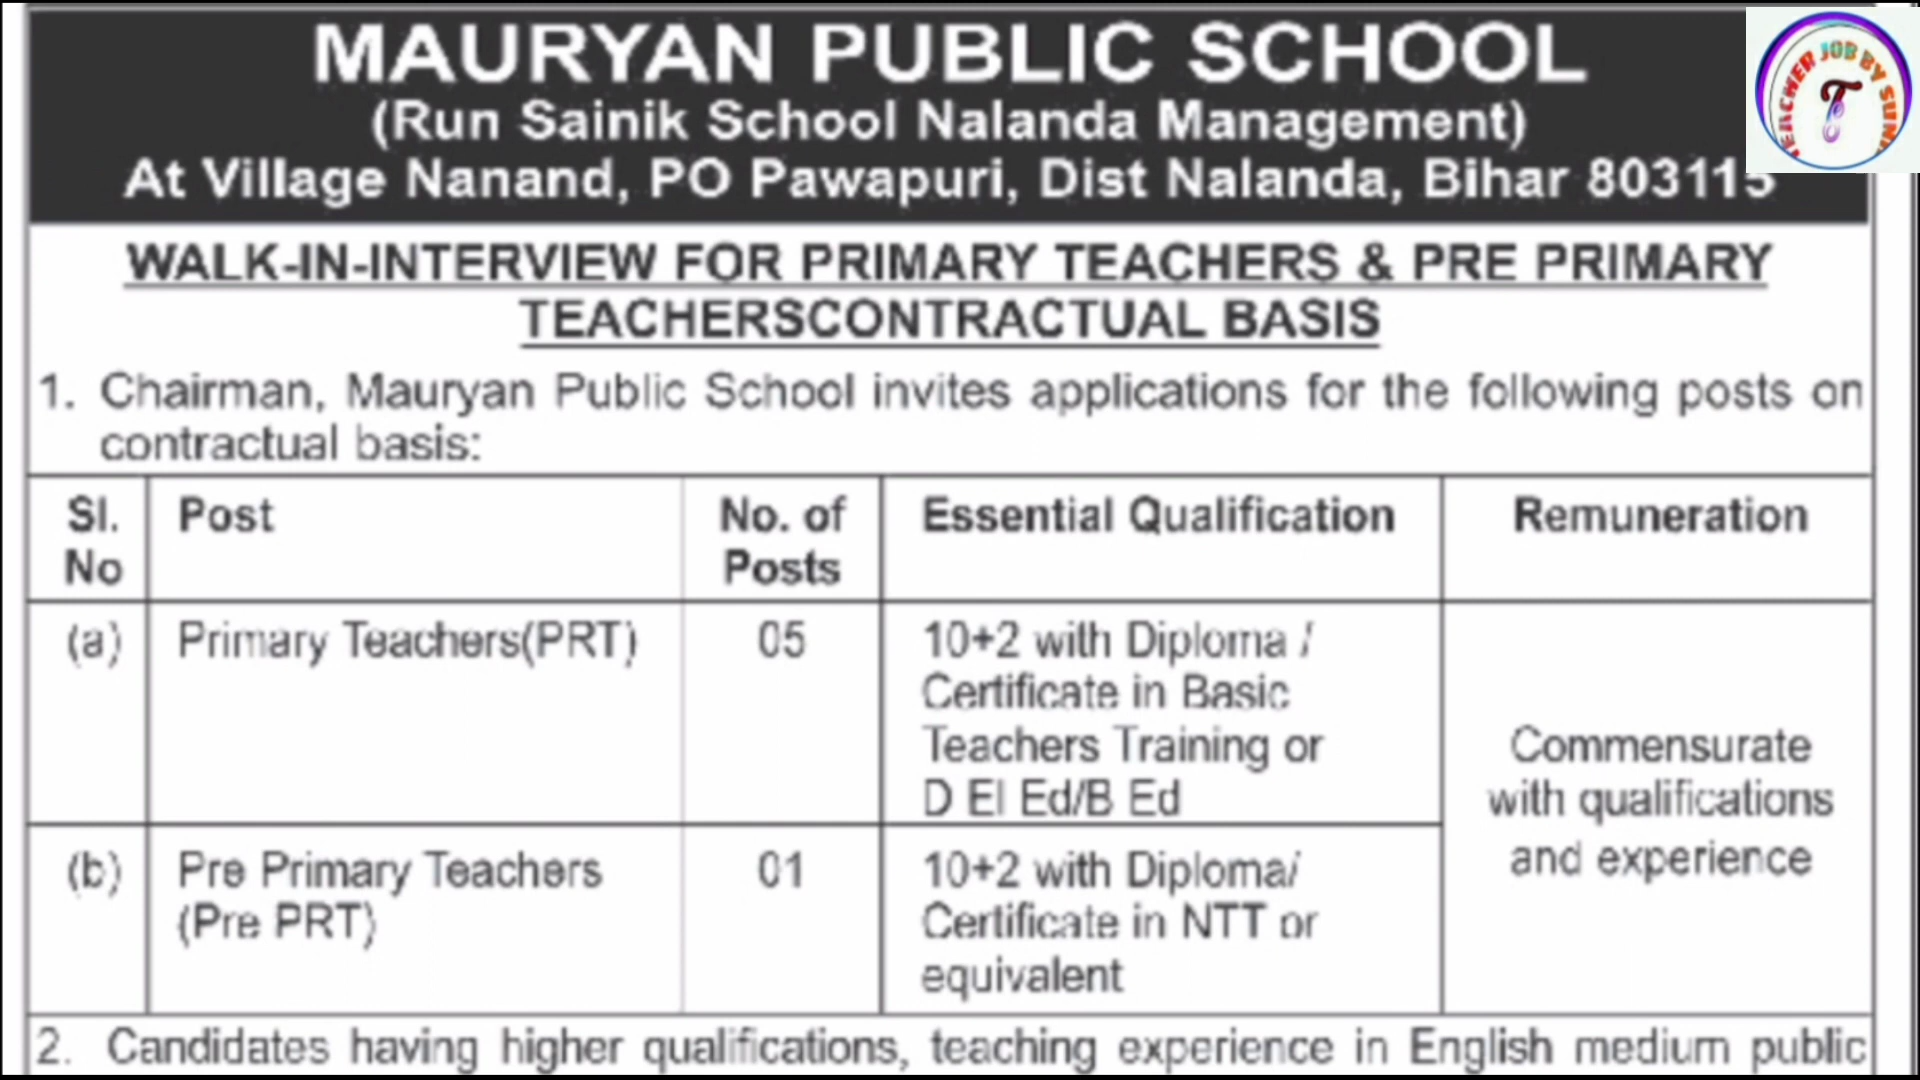 MAURYAN PUBLIC SCHOOL
(Run Sainik School Nalanda Management)
At Village Nanand, PO Pawapuri, Dist Nalanda, Bihar 803115
TEACHER JOB BY
T
WALK-IN-INTERVIEW FOR PRIMARY TEACHERS & PRE PRIMARY
TEACHERSCONTRACTUAL BASIS
1. Chairman, Mauryan Public School invites applications for the following posts on
contractual basis:
Sl. No
Post
No. of Posts
Essential Qualification
Remuneration
(a)
Primary Teachers(PRT)
05
10+2 with Diploma /
Certificate in Basic
Teachers Training or
D El Ed/B Ed
Commensurate
with qualifications
and experience
(b)
Pre Primary Teachers
(Pre PRT)
01
10+2 with Diploma/
Certificate in NTT or
equivalent
2. Candidates having higher qualifications, teaching experience in English medium public